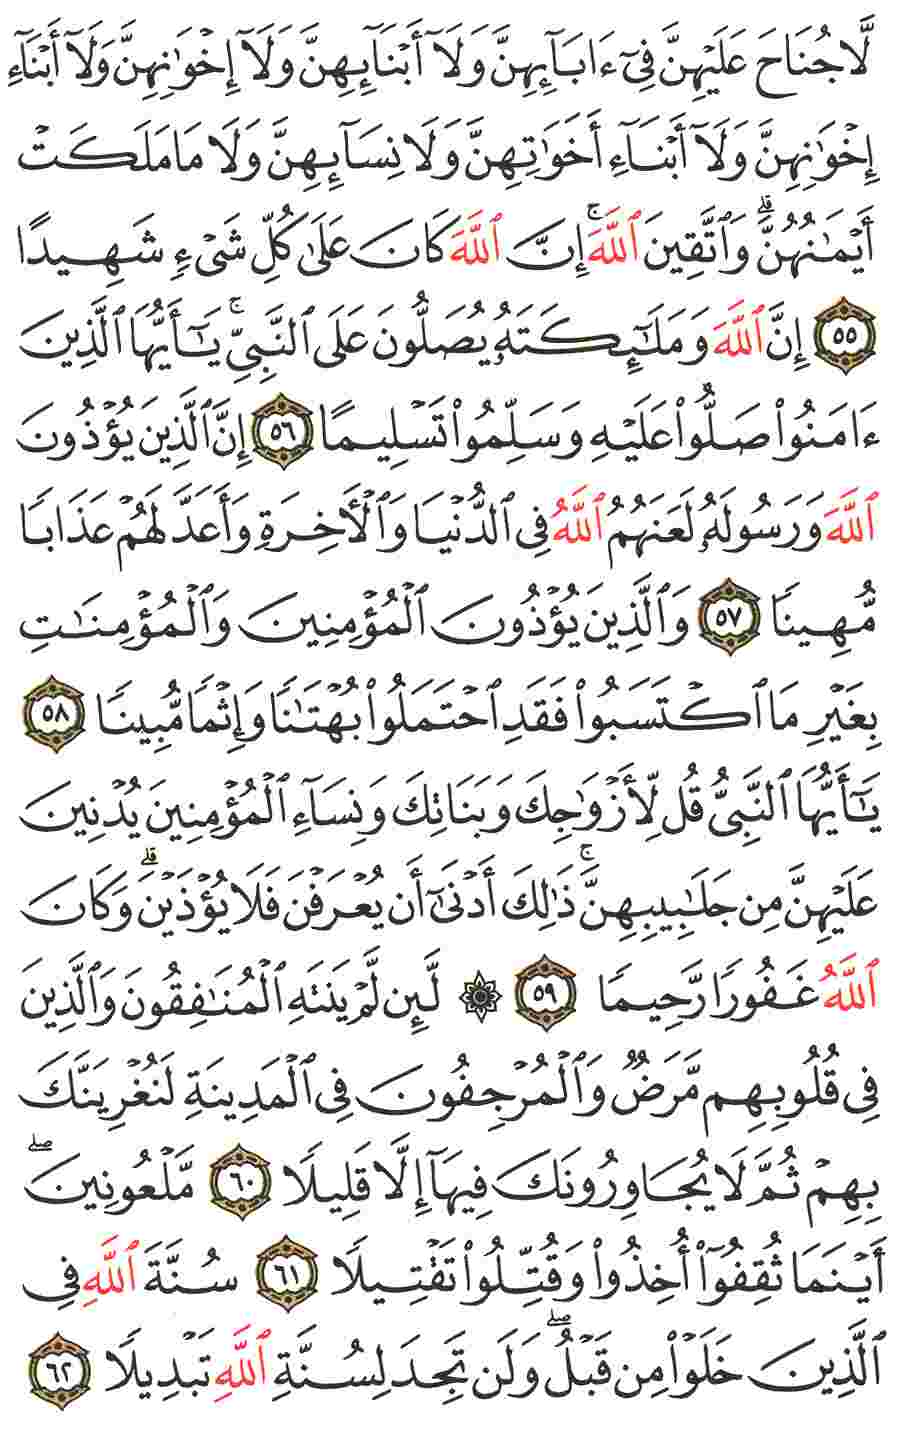 لَّا جُنَاحَ عَلَيْهِنَّ فِىٓ ءَابَآئِهِنَّ وَلَآ أَبْنَآئِهِنَّ وَلَآ إِخْوَٰنِهِنَّ وَلَآ أَبْنَآءِ
إِخْوَٰنِهِنَّ وَلَآ أَبْنَآءِ أَخَوَٰتِهِنَّ وَلَا نِسَآئِهِنَّ وَلَا مَا مَلَكَتْ
أَيْمَٰنُهُنَّ ۗ وَٱتَّقِينَ ٱللَّهَ ۚ إِنَّ ٱللَّهَ كَانَ عَلَىٰ كُلِّ شَىْءٍ شَهِيدًا
٥٥ إِنَّ ٱللَّهَ وَمَلَٰٓئِكَتَهُۥ يُصَلُّونَ عَلَى ٱلنَّبِىِّ ۚ يَٰٓأَيُّهَا ٱلَّذِينَ
ءَامَنُوا۟ صَلُّوا۟ عَلَيْهِ وَسَلِّمُوا۟ تَسْلِيمًا ٥٦ إِنَّ ٱلَّذِينَ يُؤْذُونَ
ٱللَّهَ وَرَسُولَهُۥ لَعَنَهُمُ ٱللَّهُ فِى ٱلدُّنْيَا وَٱلْـَٔاخِرَةِ وَأَعَدَّ لَهُمْ عَذَابًا
مُّهِينًا ٥٧ وَٱلَّذِينَ يُؤْذُونَ ٱلْمُؤْمِنِينَ وَٱلْمُؤْمِنَٰتِ
بِغَيْرِ مَا ٱكْتَسَبُوا۟ فَقَدِ ٱحْتَمَلُوا۟ بُهْتَٰنًا وَإِثْمًا مُّبِينًا ٥٨
يَٰٓأَيُّهَا ٱلنَّبِىُّ قُل لِّأَزْوَٰجِكَ وَبَنَاتِكَ وَنِسَآءِ ٱلْمُؤْمِنِينَ يُدْنِينَ
عَلَيْهِنَّ مِن جَلَٰبِيبِهِنَّ ۚ ذَٰلِكَ أَدْنَىٰٓ أَن يُعْرَفْنَ فَلَا يُؤْذَيْنَ ۗ وَكَانَ
ٱللَّهُ غَفُورًا رَّحِيمًا ٥٩ ۞ لَّئِن لَّمْ يَنتَهِ ٱلْمُنَٰفِقُونَ وَٱلَّذِينَ
فِى قُلُوبِهِم مَّرَضٌ وَٱلْمُرْجِفُونَ فِى ٱلْمَدِينَةِ لَنُغْرِيَنَّكَ
بِهِمْ ثُمَّ لَا يُجَاوِرُونَكَ فِيهَآ إِلَّا قَلِيلًا ٦٠ مَّلْعُونِينَ ۖ
أَيْنَمَا ثُقِفُوٓا۟ أُخِذُوا۟ وَقُتِّلُوا۟ تَقْتِيلًا ٦١ سُنَّةَ ٱللَّهِ فِى
ٱلَّذِينَ خَلَوْا۟ مِن قَبْلُ ۖ وَلَن تَجِدَ لِسُنَّةِ ٱللَّهِ تَبْدِيلًا ٦٢